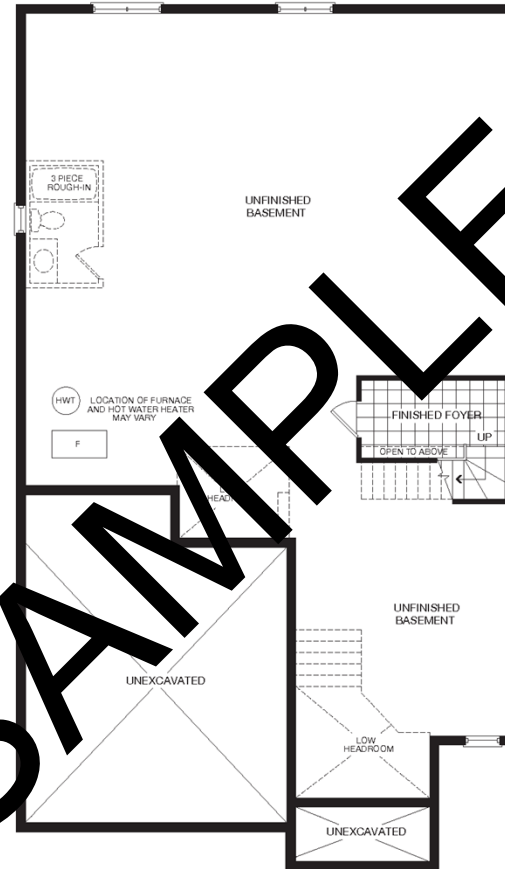 3 PIECE
ROUGH-IN
UNFINISHED
BASEMENT
HWT
LOCATION OF FURNACE
AND HOT WATER HEATER
MAY VARY
F
FINISHED FOYER
UP
OPEN TO ABOVE
UNFINISHED
BASEMENT
UNEXCAVATED
LOW
HEADROOM
UNEXCAVATED
SAMPLE